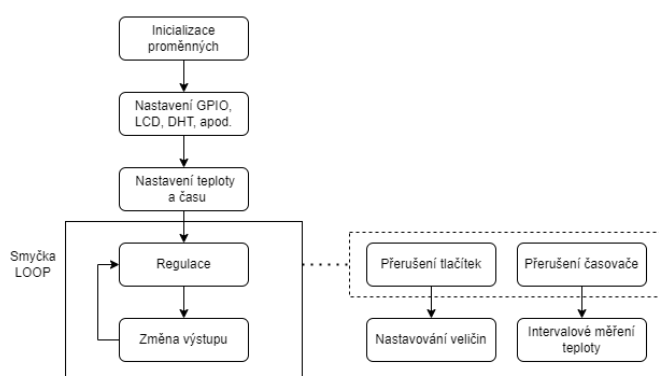 Inicializace
proměnných
Nastavení GPIO,
LCD, DHT, apod.
Nastavení teploty
a času
Smyčka
LOOP
Regulace
Změna výstupu
Přerušení tlačítek
Přerušení časovače
Nastavování veličin
Intervalové měření
teploty